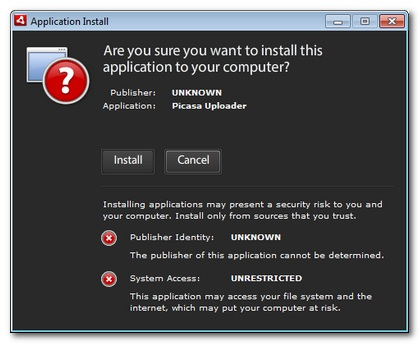 Application Install
Are you sure you want to install this
application to your computer?
Publisher: UNKNOWN
Application: Picasa Uploader
Install Cancel
Installing applications may present a security risk to you and
your computer. Install only from sources that you trust.
Publisher Identity: UNKNOWN
The publisher of this application cannot be determined.
System Access: UNRESTRICTED
This application may access your file system and the
internet, which may put your computer at risk.